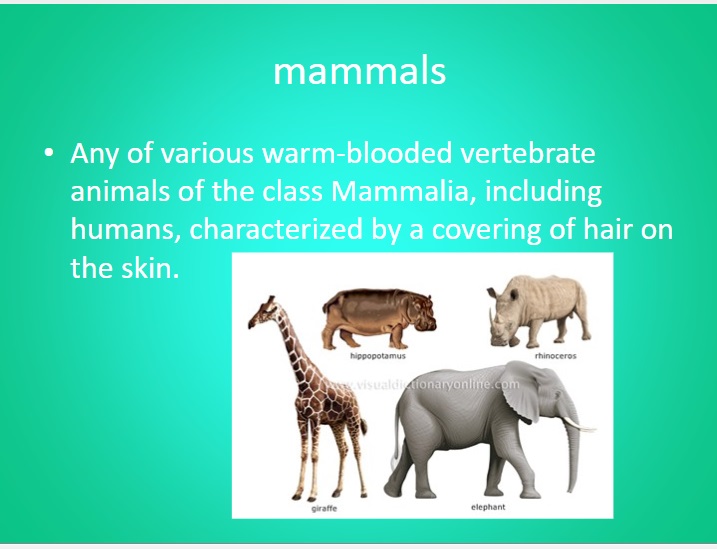 mammals
• Any of various warm-blooded vertebrate
animals of the class Mammalia, including
humans, characterized by a covering of hair on
the skin.
hippopotamus
rhinoceros
www.visualdictionaryonline.com
giraffe
elephant